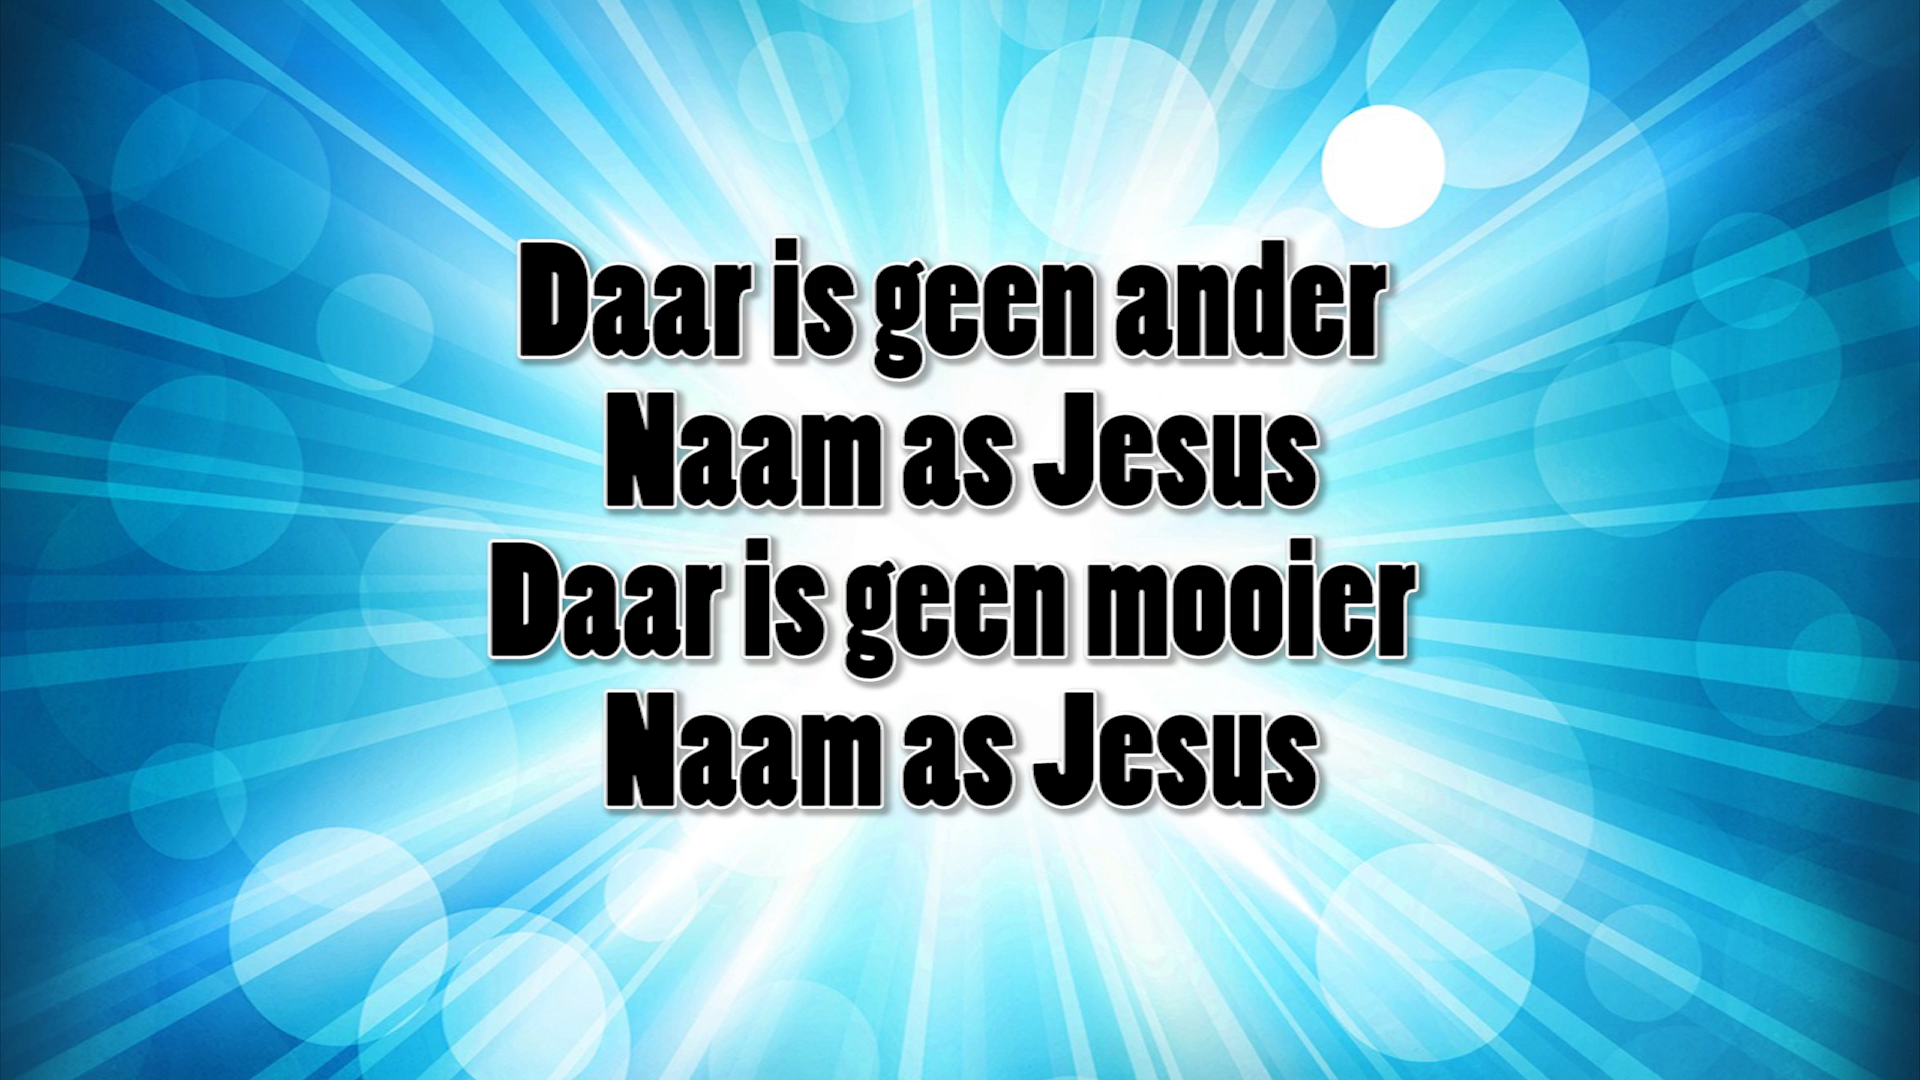 Daar is geen ander
Naam as Jesus
Daar is geen mooier
Naam as Jesus